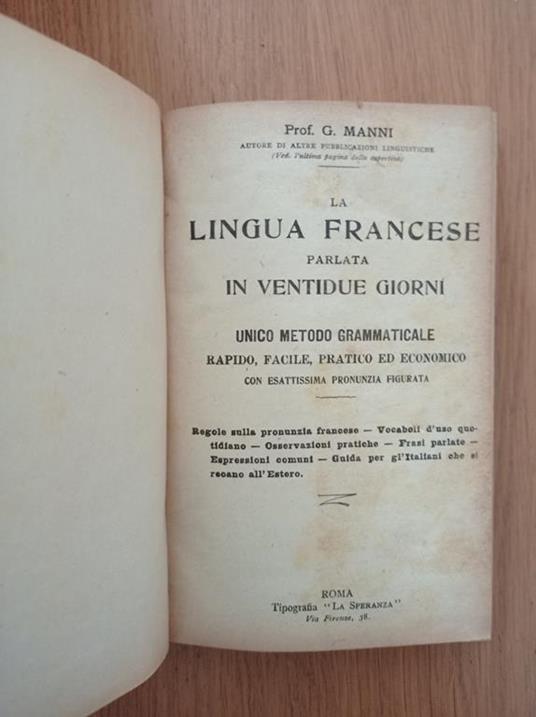 Prof. G. MANNI
AUTORE DI ALTRE PUBBLICAZIONI LINGUISTICHE
(Ved. l'ultima pagina della copertina)
LA
LINGUA FRANCESE
PARLATA
IN VENTIDUE GIORNI
UNICO METODO GRAMMATICALE
RAPIDO, FACILE, PRATICO ED ECONOMICO
CON ESATTISSIMA PRONUNZIA FIGURATA
Regole sulla pronunzia francese — Vocaboli d'uso quo-
tidiano — Osservazioni pratiche — Frasi parlate —
Espressioni comuni — Guida per gl'Italiani che si
recano all'Estero.
ROMA
Tipografia "LA SPERANZA"
Via Firenze, 38.